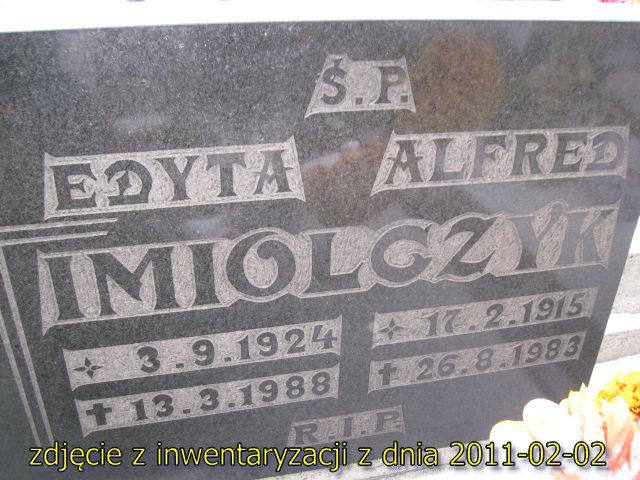 Ś.P.
EDYTA ALFRED
IMIOLCZYK
3.9.1924 17.2.1915
✝ 13.3.1988 ✝ 26.8.1983
R.I.P.
zdjęcie z inwentaryzacji z dnia 2011-02-02